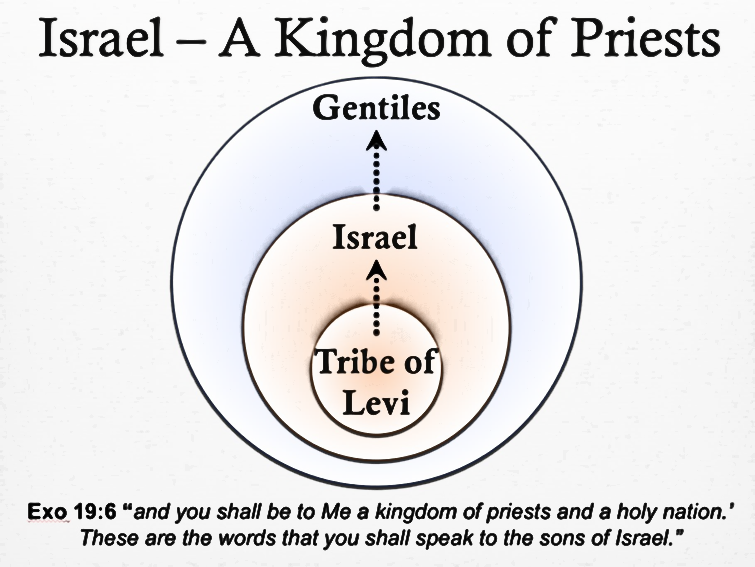 Israel – A Kingdom of Priests
Gentiles
Israel
Tribe of
Levi
Exo 19:6 “and you shall be to Me a kingdom of priests and a holy nation.’
These are the words that you shall speak to the sons of Israel.”